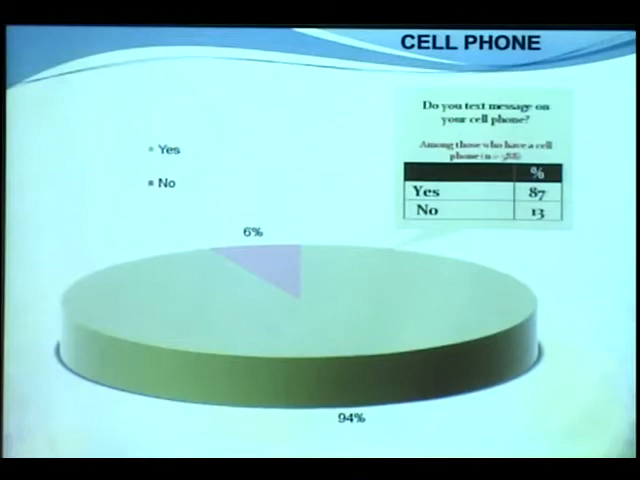 CELL PHONE
Do you text message on
your cell phone?
Among those who have a cell
phone (n = 588)
%
Yes 87
No 13
Yes
No
6%
94%